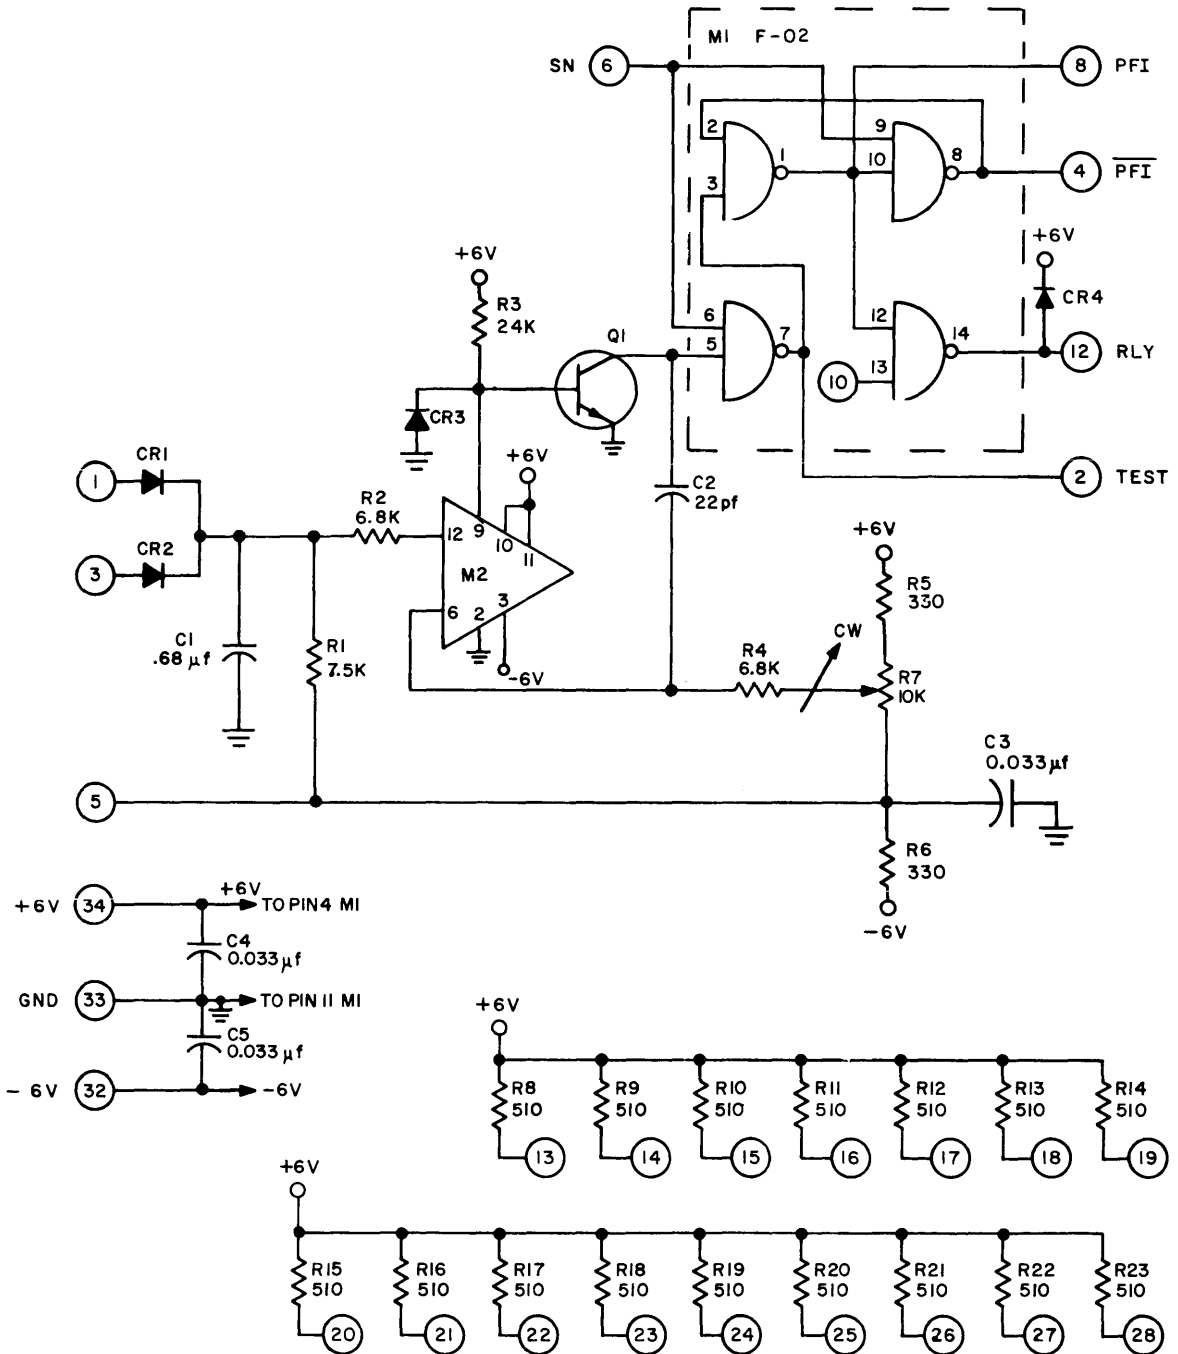 M1 F-02
SN 6
8 PFI
2
1
3
9
10
8
4 PFI
+6V
CR4
6
5
7
12
13
14
10
12 RLY
+6V
R3
24K
Q1
CR3
+6V
C2
22pf
2 TEST
1
CR1
3
CR2
R2
6.8K
12
9
10
11
M2
6
2
3
-6V
C1
.68µf
R1
7.5K
+6V
R5
330
CW
R4
6.8K
R7
10K
C3
0.033µf
5
R6
330
-6V
+6V 34
+6V
TO PIN 4 M1
C4
0.033µf
GND 33
TO PIN 11 M1
C5
0.033µf
-6V 32
-6V
+6V
R8 R9 R10 R11 R12 R13 R14
510 510 510 510 510 510 510
13 14 15 16 17 18 19
+6V
R15 R16 R17 R18 R19 R20 R21 R22 R23
510 510 510 510 510 510 510 510 510
20 21 22 23 24 25 26 27 28